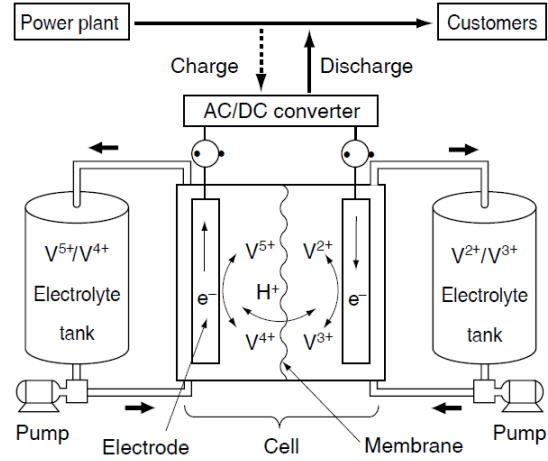 Power plant
Customers
Charge
Discharge
AC/DC converter
V⁵⁺/V⁴⁺
Electrolyte
tank
e⁻
V⁵⁺
V²⁺
H⁺
V⁴⁺
V³⁺
e⁻
V²⁺/V³⁺
Electrolyte
tank
Pump
Electrode
Cell
Membrane
Pump